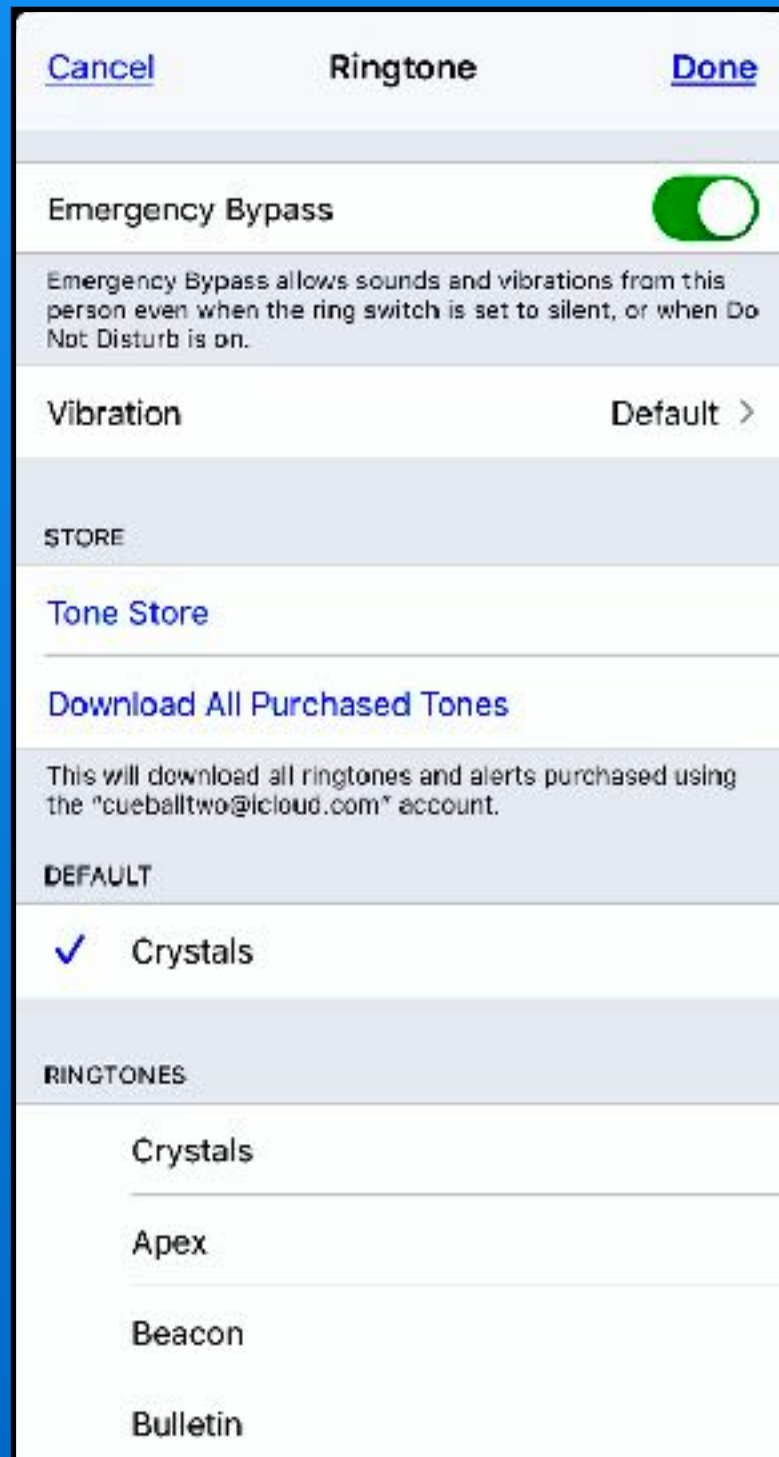 Cancel Ringtone Done
Emergency Bypass
Emergency Bypass allows sounds and vibrations from this
person even when the ring switch is set to silent, or when Do
Not Disturb is on.
Vibration Default >
STORE
Tone Store
Download All Purchased Tones
This will download all ringtones and alerts purchased using
the "cueballtwo@icloud.com" account.
DEFAULT
✓ Crystals
RINGTONES
Crystals
Apex
Beacon
Bulletin